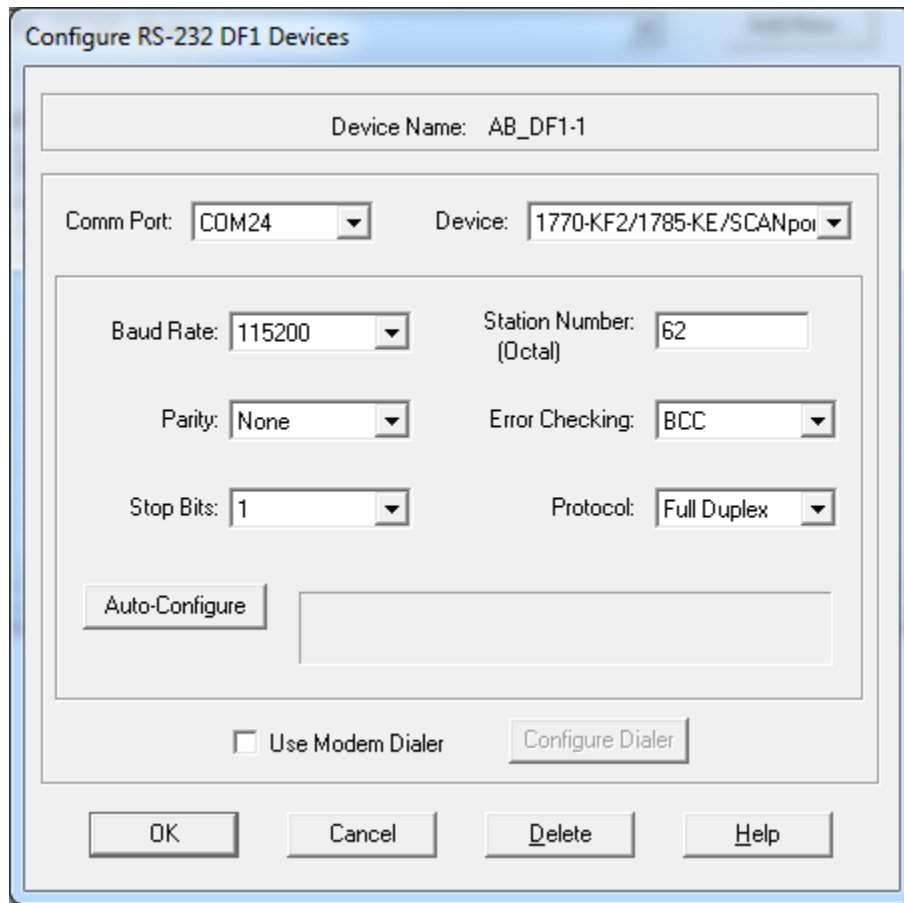 Configure RS-232 DF1 Devices
Device Name: AB_DF1-1
Comm Port: COM24 Device: 1770-KF2/1785-KE/SCANpor
Baud Rate: 115200 Station Number: 62
(Octal)
Parity: None Error Checking: BCC
Stop Bits: 1 Protocol: Full Duplex
Auto-Configure
Use Modem Dialer Configure Dialer
OK Cancel Delete Help